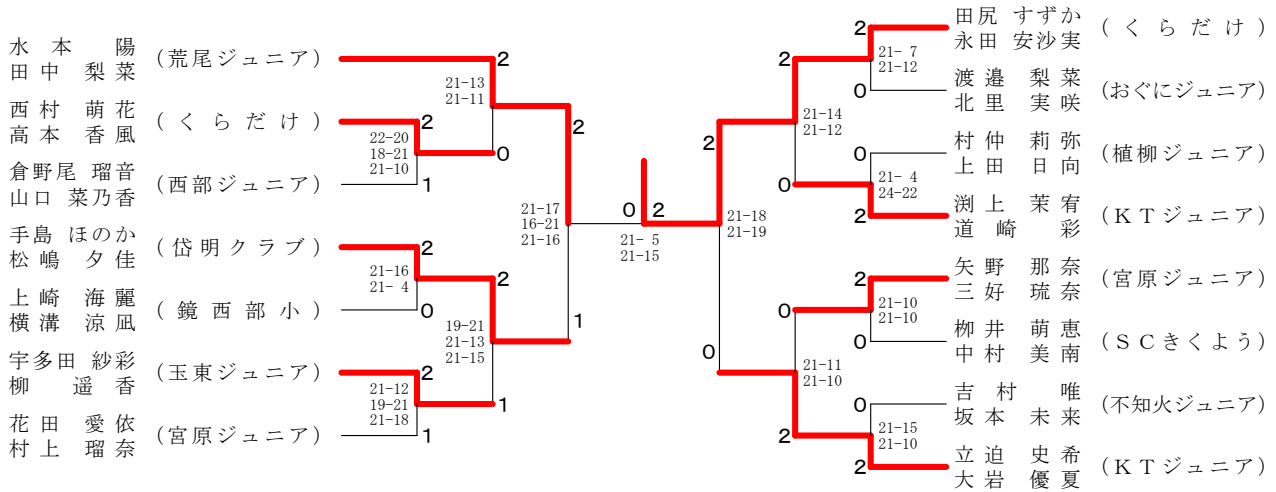 水本 陽
田中 梨菜
(荒尾ジュニア)
2
21-13
21-11
西村 萌花
高本 香風
(くらだけ)
2
22-20
18-21
21-10
0
倉野尾 瑠音
山口 菜乃香
(西部ジュニア)
1
2
21-17
16-21
21-16
手島 ほのか
松嶋 夕佳
(岱明クラブ)
2
21-16
21- 4
2
上崎 海麗
横溝 涼凪
(鏡西部小)
0
19-21
21-13
21-15
1
宇多田 紗彩
柳 遥香
(玉東ジュニア)
2
21-12
19-21
21-18
1
花田 愛依
村上 瑠奈
(宮原ジュニア)
1
0 2
21- 5
21-15
田尻 すずか
永田 安沙実
(くらだけ)
2
21- 7
21-12
2
渡邉 梨菜
北里 実咲
(おぐにジュニア)
0
21-14
21-12
2
村仲 莉弥
上田 日向
(植柳ジュニア)
0
21- 4
24-22
0
渕上 茉宥
道崎 彩
(KTジュニア)
2
21-18
21-19
矢野 那奈
三好 琉奈
(宮原ジュニア)
2
21-10
21-10
0
栁井 萌恵
中村 美南
(SCきくよう)
0
0
21-11
21-10
吉村 唯
坂本 未来
(不知火ジュニア)
0
21-15
21-10
2
立迫 史希
大岩 優夏
(KTジュニア)
2